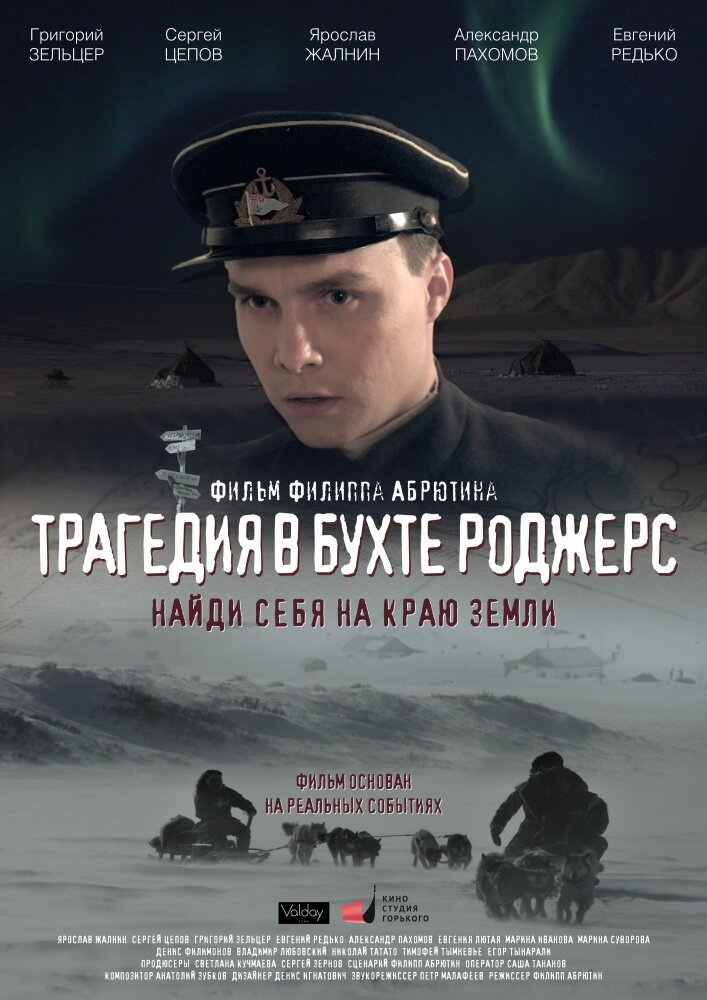 Григорий ЗЕЛЬЦЕР
Сергей ЦЕПОВ
Ярослав ЖАЛНИН
Александр ПАХОМОВ
Евгений РЕДЬКО
ФИЛЬМ ФИЛИППА АБРЮТИНА
ТРАГЕДИЯ В БУХТЕ РОДЖЕРС
НАЙДИ СЕБЯ НА КРАЮ ЗЕМЛИ
ФИЛЬМ ОСНОВАН
НА РЕАЛЬНЫХ СОБЫТИЯХ
Valday
КИНО
СТУДИЯ
ГОРЬКОГО
ЯРОСЛАВ ЖАЛНИН СЕРГЕЙ ЦЕПОВ ГРИГОРИЙ ЗЕЛЬЦЕР ЕВГЕНИЙ РЕДЬКО АЛЕКСАНДР ПАХОМОВ ЕВГЕНИЯ ЛЮТАЯ МАРИНА ИВАНОВА МАРИНА СУВОРОВА
ДЕНИС ФИЛИМОНОВ ВЛАДИМИР ЛЮБОВСКИЙ НИКОЛАЙ ТАТАТО ТИМОФЕЙ ТЫМНЕВЬЕ ЕГОР ТЫНАРАЛИ
ПРОДЮСЕРЫ СВЕТЛАНА КУЧМАЕВА СЕРГЕЙ ЗЕРНОВ СЦЕНАРИЙ ФИЛИПП АБРЮТИН ОПЕРАТОР САША ТАНАНОВ
КОМПОЗИТОР АНАТОЛИЙ ЗУБКОВ ДИЗАЙНЕР ДЕНИС ИГНАТОВИЧ ЗВУКОРЕЖИССЕР ПЕТР МАЛАФЕЕВ РЕЖИССЕР ФИЛИПП АБРЮТИН